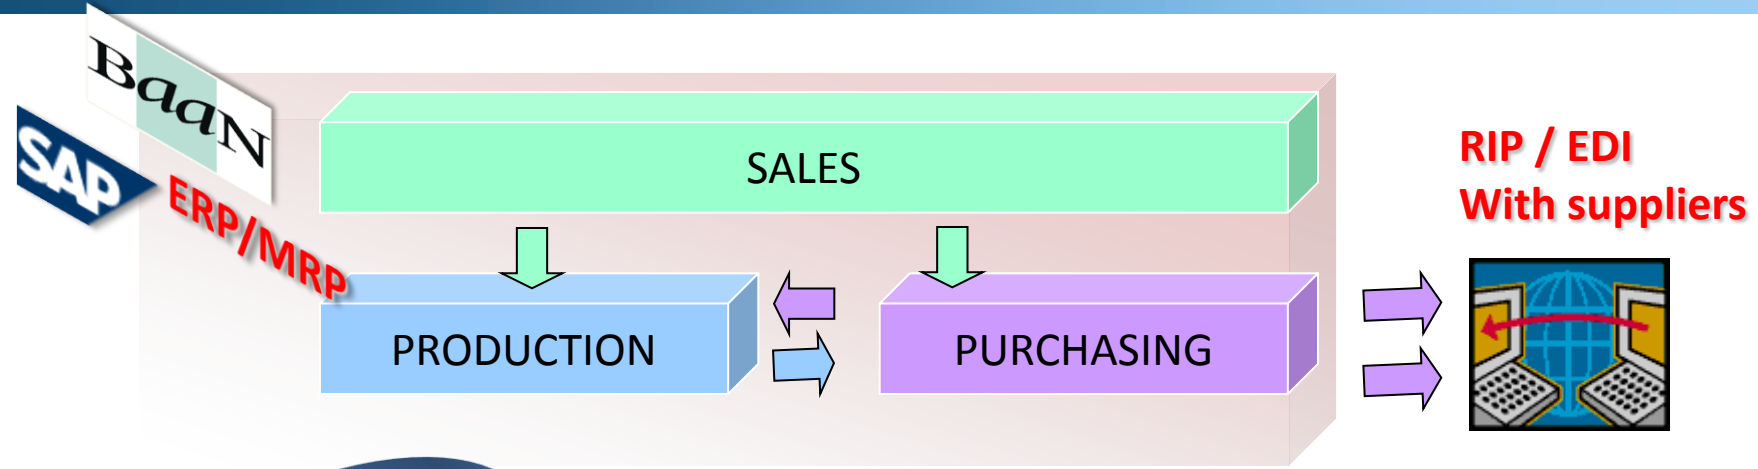 BaaN
SAP
ERP/MRP
SALES
PRODUCTION
PURCHASING
RIP / EDI
With suppliers